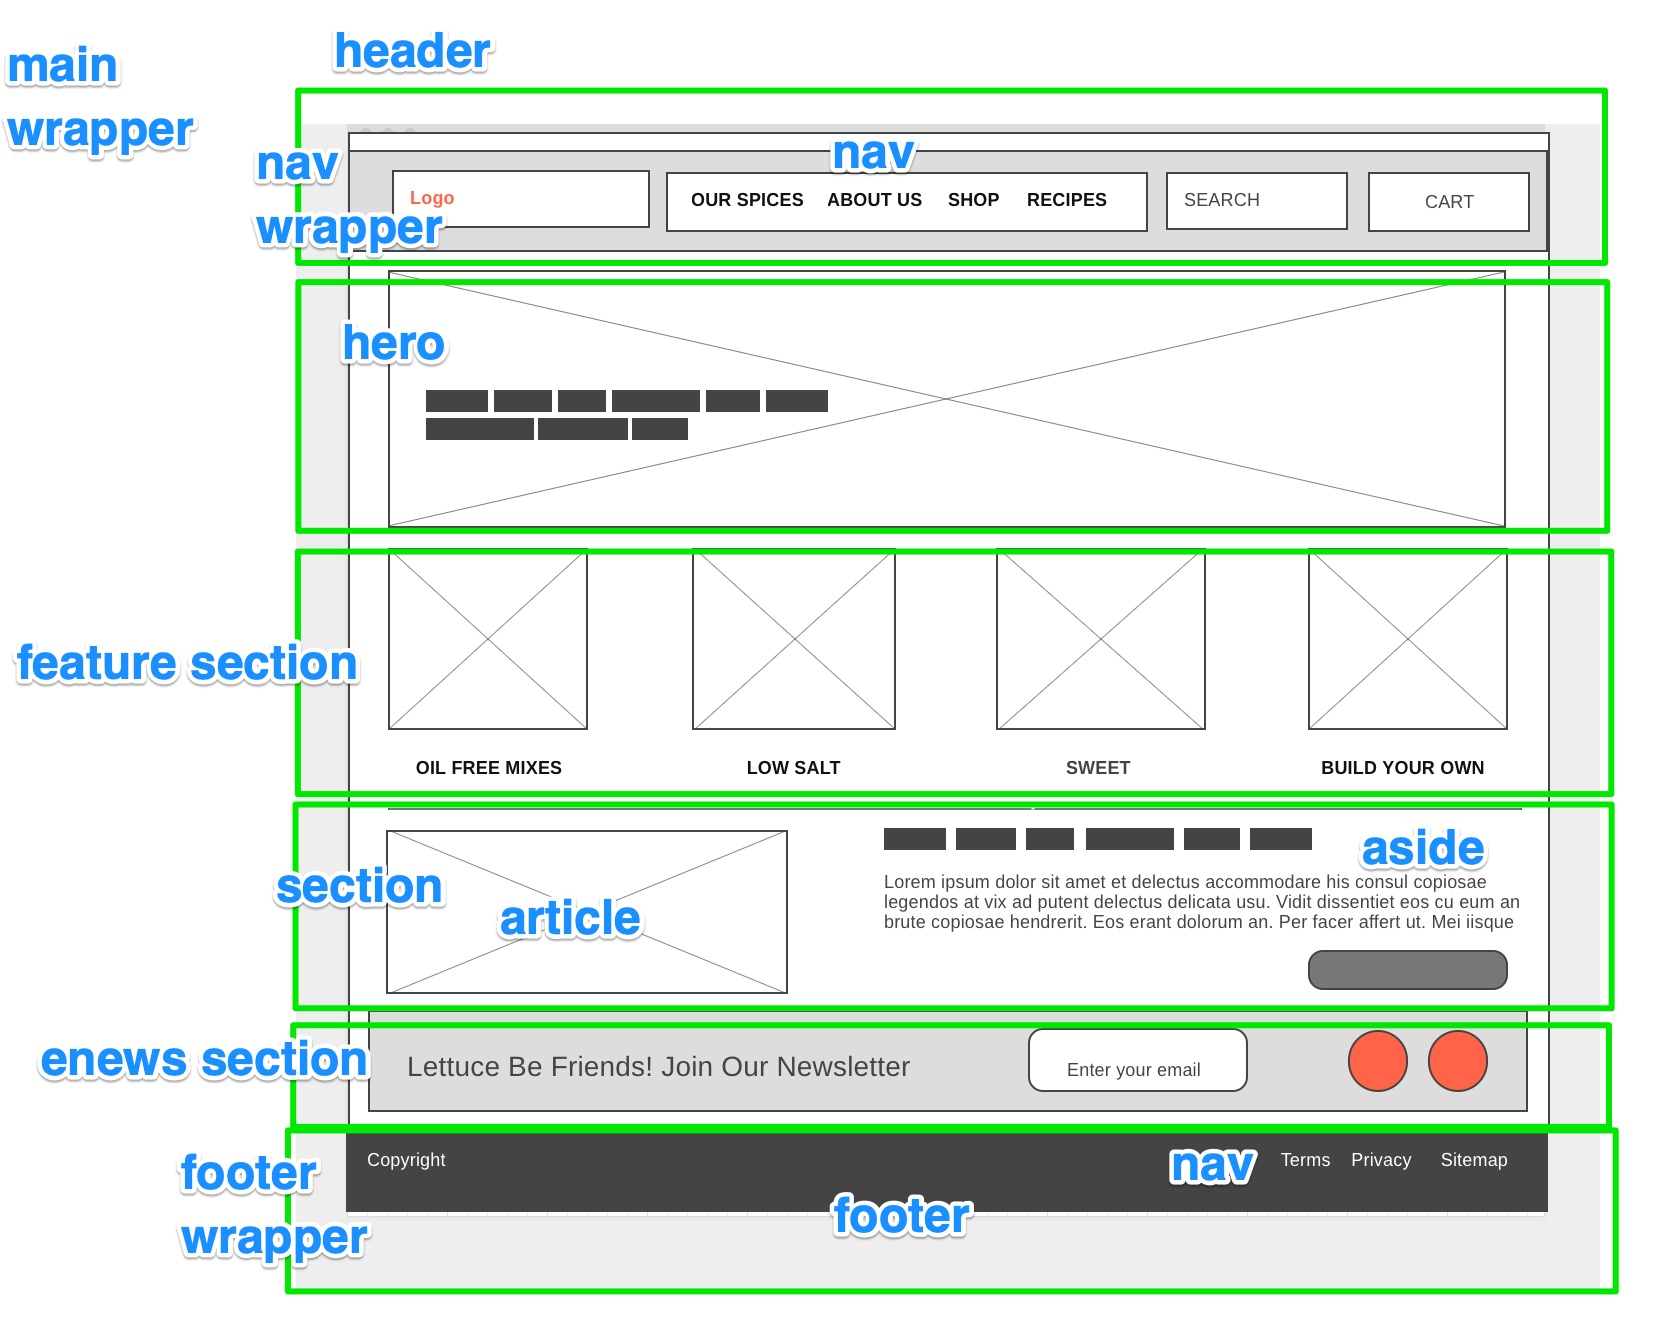 main
wrapper
header
nav
wrapper
nav
Logo
OUR SPICES ABOUT US SHOP RECIPES
SEARCH
CART
hero
feature section
OIL FREE MIXES
LOW SALT
SWEET
BUILD YOUR OWN
section
article
aside
Lorem ipsum dolor sit amet et delectus accommodare his consul copiosae
legendos at vix ad putent delectus delicata usu. Vidit dissentiet eos cu eum an
brute copiosae hendrerit. Eos erant dolorum an. Per facer affert ut. Mei iisque
enews section
Lettuce Be Friends! Join Our Newsletter
Enter your email
footer
wrapper
Copyright
nav
Terms Privacy Sitemap
footer